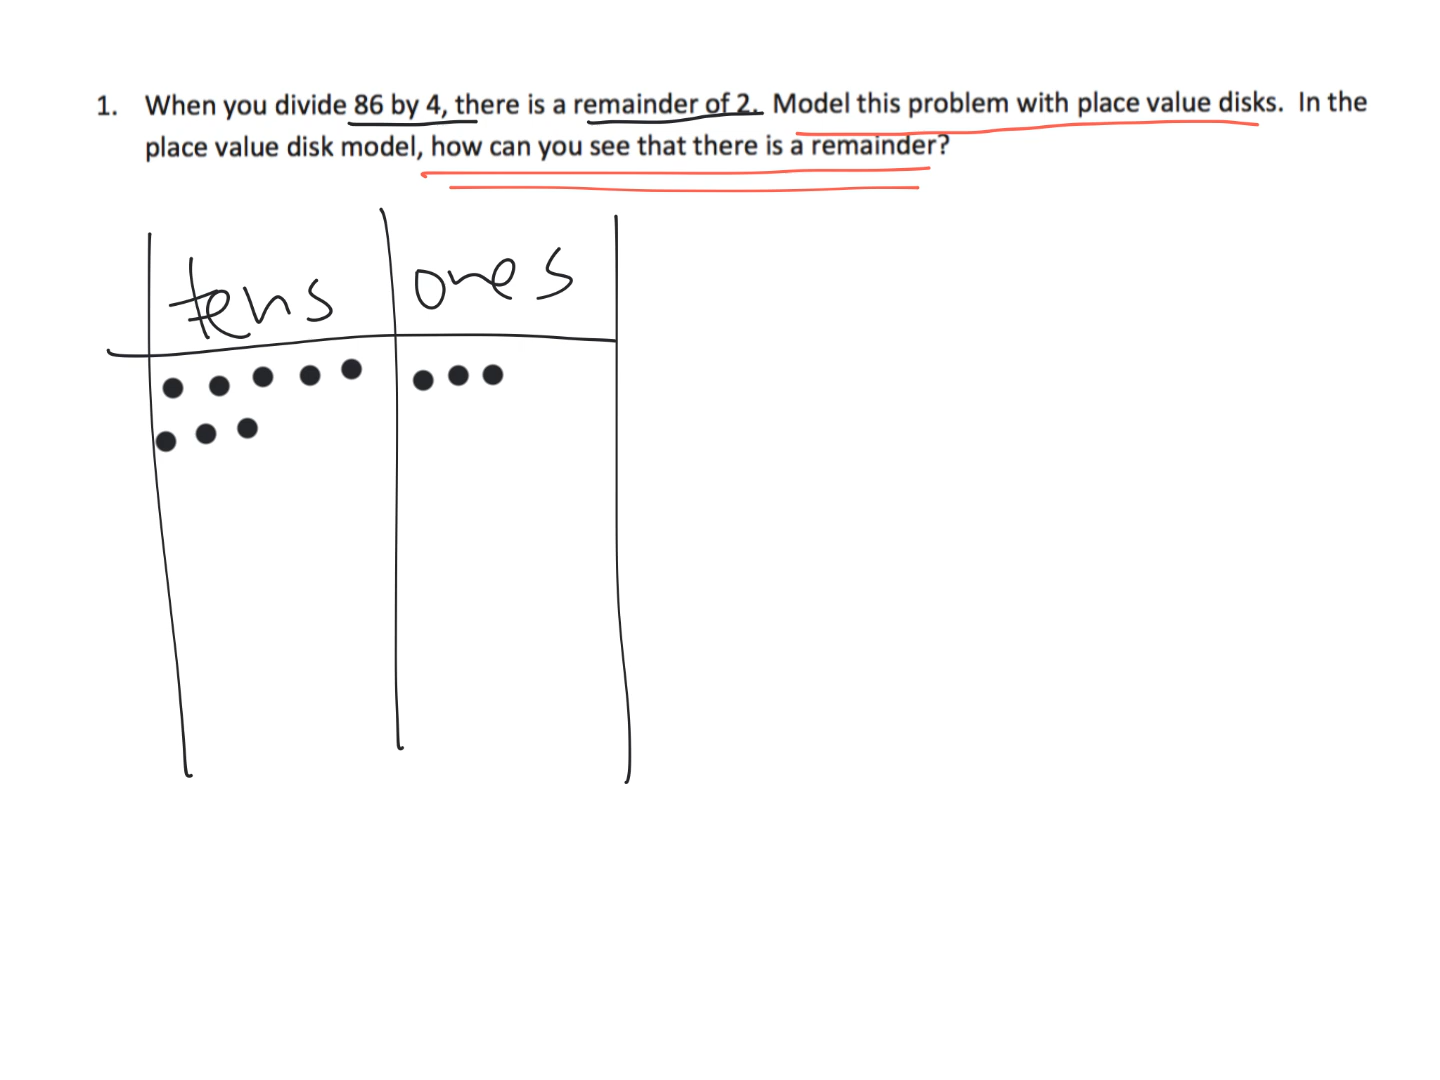 1. When you divide 86 by 4, there is a remainder of 2. Model this problem with place value disks. In the
place value disk model, how can you see that there is a remainder?
tens ones